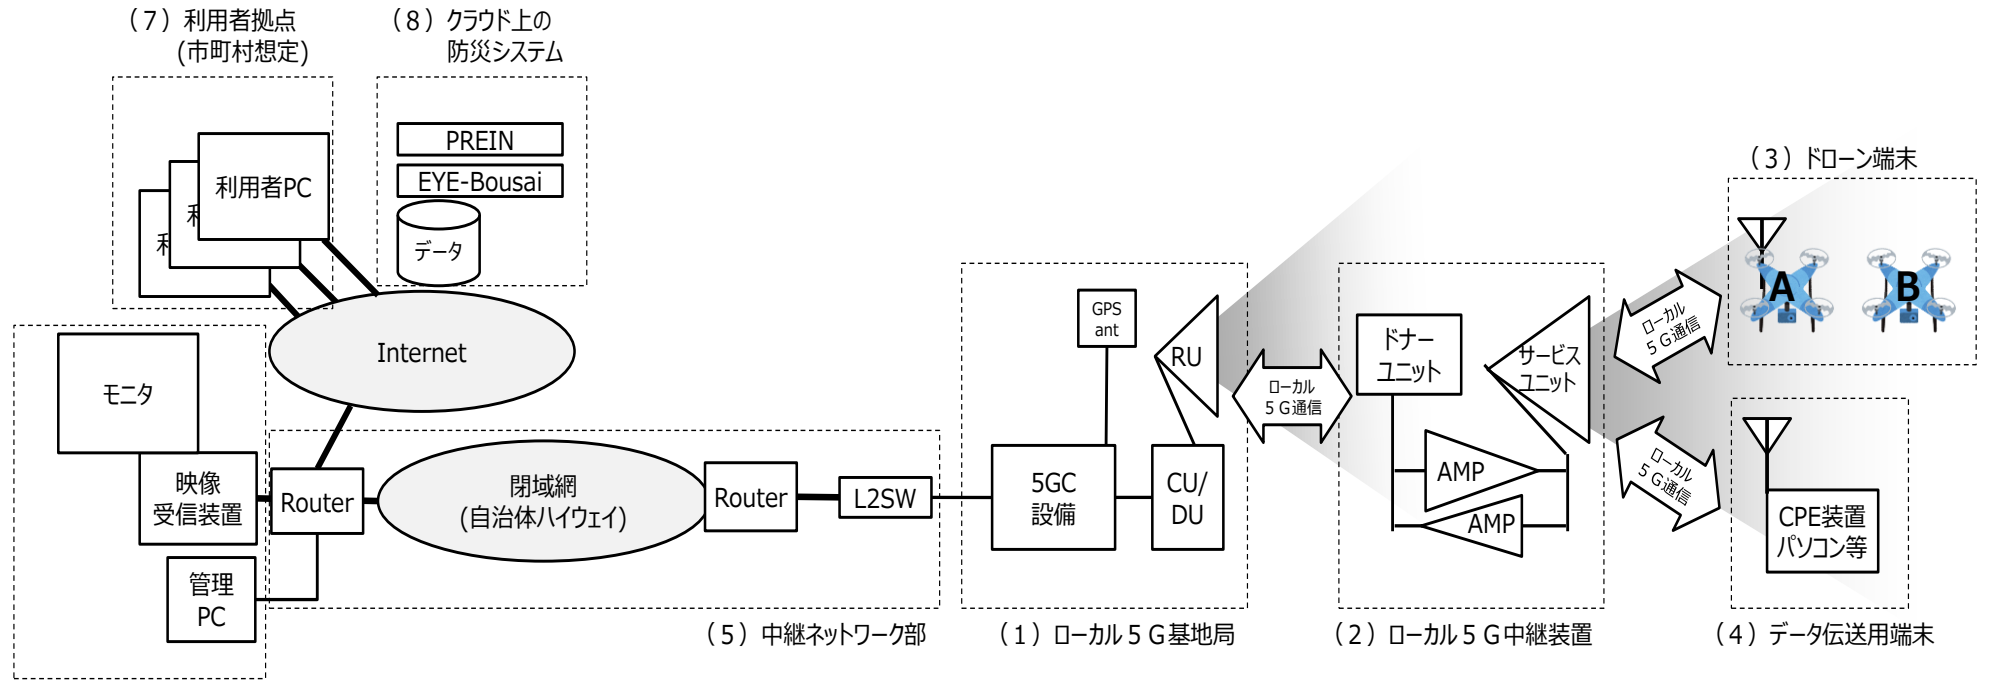 （７）利用者拠点
(市町村想定)
（８）クラウド上の
防災システム
利用者PC
利
利
PREIN
EYE-Bousai
データ
Internet
モニタ
映像
受信装置
管理
PC
Router
閉域網
(自治体ハイウェイ)
Router
L2SW
（５）中継ネットワーク部
GPS
ant
RU
5GC
設備
CU/
DU
（１）ローカル５Ｇ基地局
ローカル
５Ｇ通信
ドナー
ユニット
サービス
ユニット
AMP
AMP
（２）ローカル５Ｇ中継装置
ローカル
５Ｇ通信
ローカル
５Ｇ通信
（３）ドローン端末
A
B
CPE装置
パソコン等
（４）データ伝送用端末